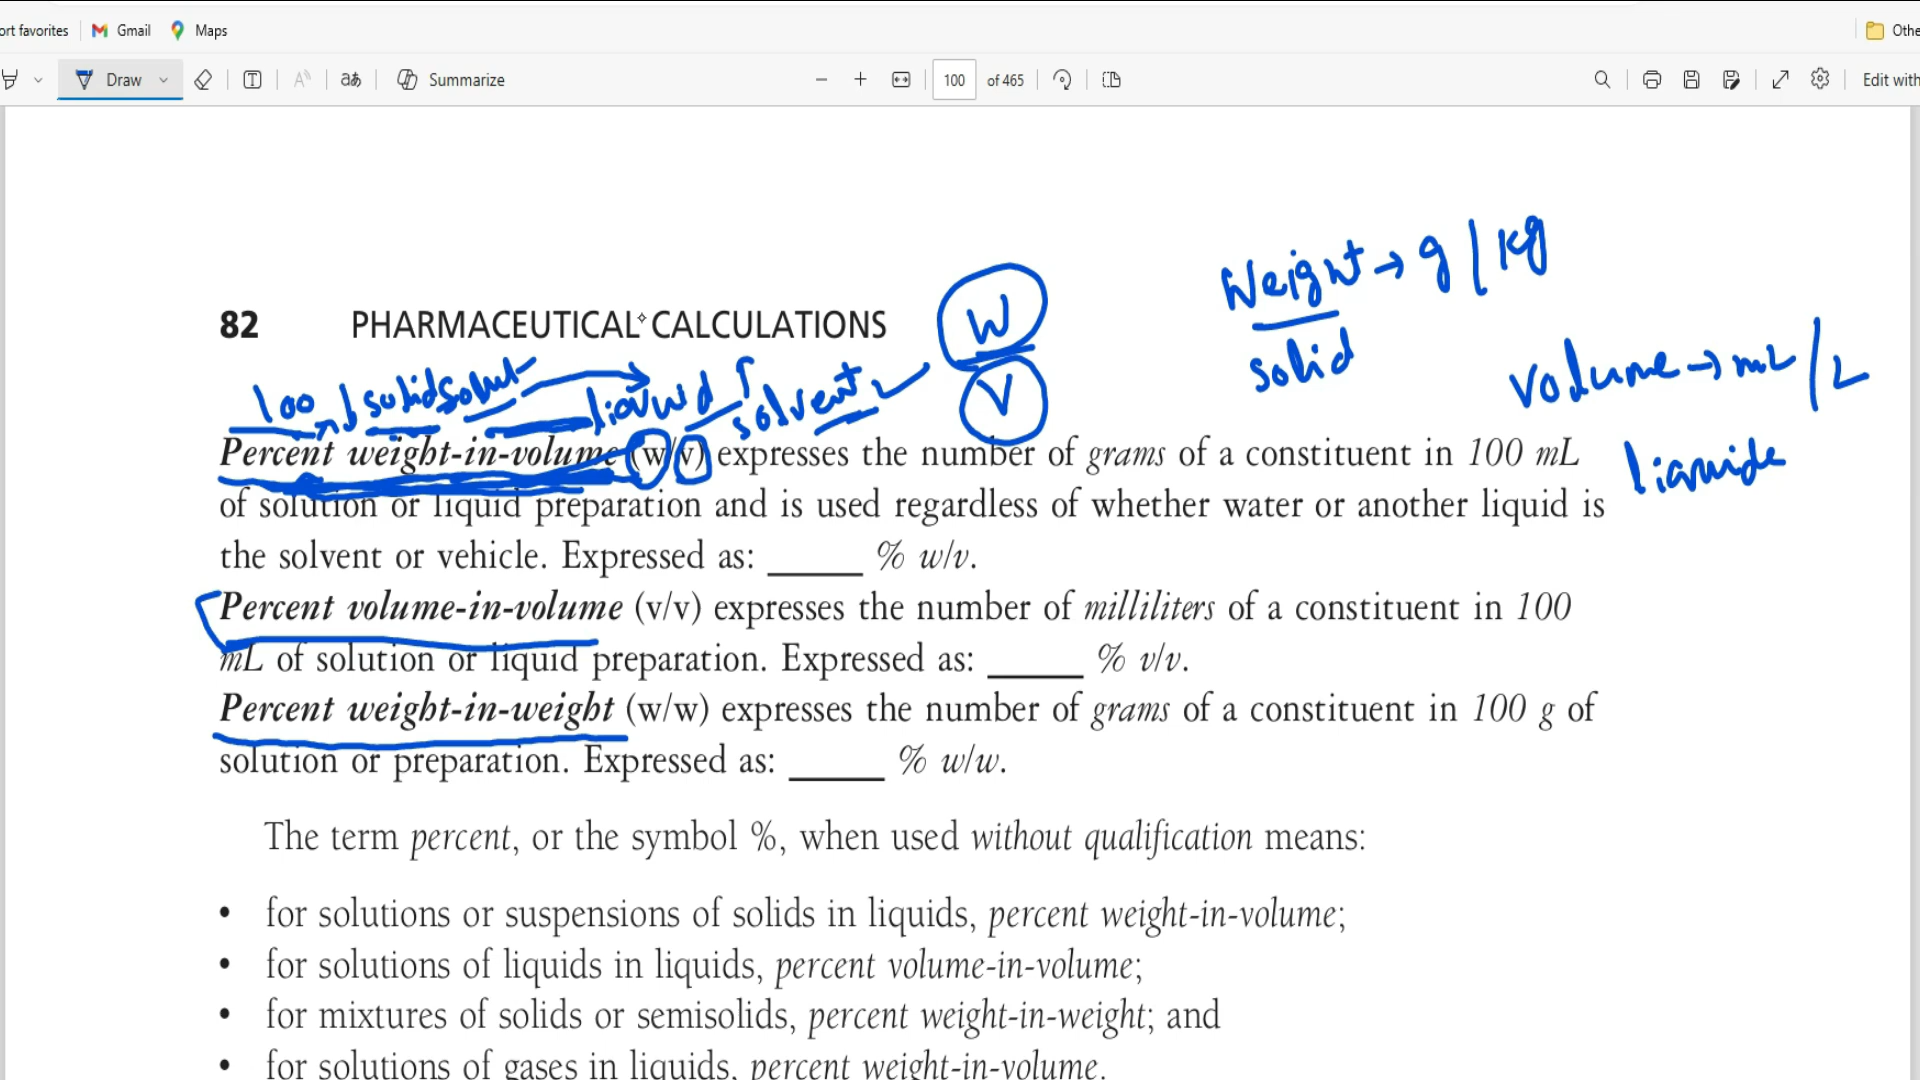 ort favorites Gmail Maps Othe
Draw aあ Summarize 100 of 465 Edit with
Weight → g / kg
82 PHARMACEUTICAL CALCULATIONS
W
V
solid
Volume → mL / L
100 solid liquid solvent
Percent weight-in-volume (w/v) expresses the number of grams of a constituent in 100 mL
of solution or liquid preparation and is used regardless of whether water or another liquid is
the solvent or vehicle. Expressed as: _____ % w/v.
Percent volume-in-volume (v/v) expresses the number of milliliters of a constituent in 100
mL of solution or liquid preparation. Expressed as: _____ % v/v.
Percent weight-in-weight (w/w) expresses the number of grams of a constituent in 100 g of
solution or preparation. Expressed as: _____ % w/w.
The term percent, or the symbol %, when used without qualification means:
• for solutions or suspensions of solids in liquids, percent weight-in-volume;
• for solutions of liquids in liquids, percent volume-in-volume;
• for mixtures of solids or semisolids, percent weight-in-weight; and
• for solutions of gases in liquids, percent weight-in-volume.